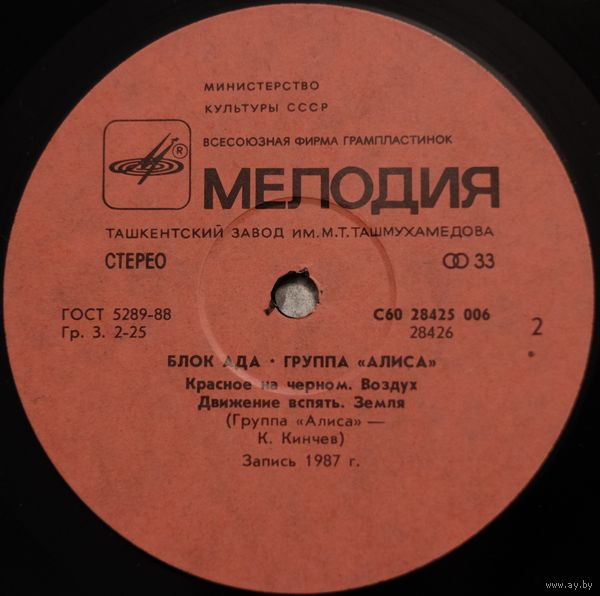 МИНИСТЕРСТВО
КУЛЬТУРЫ СССР
ВСЕСОЮЗНАЯ ФИРМА ГРАМПЛАСТИНОК
R
МЕЛОДИЯ
ТАШКЕНТСКИЙ ЗАВОД ИМ. М.Т. ТАШМУХАМЕДОВА
СТЕРЕО 33
ГОСТ 5289-88 С60 28425 006
Гр. 3. 2-25 28426 2
БЛОК АДА · ГРУППА «АЛИСА»
Красное на черном. Воздух
Движение вспять. Земля
(Группа «Алиса» —
К. Кинчев)
Запись 1987 г.
www.ay.by